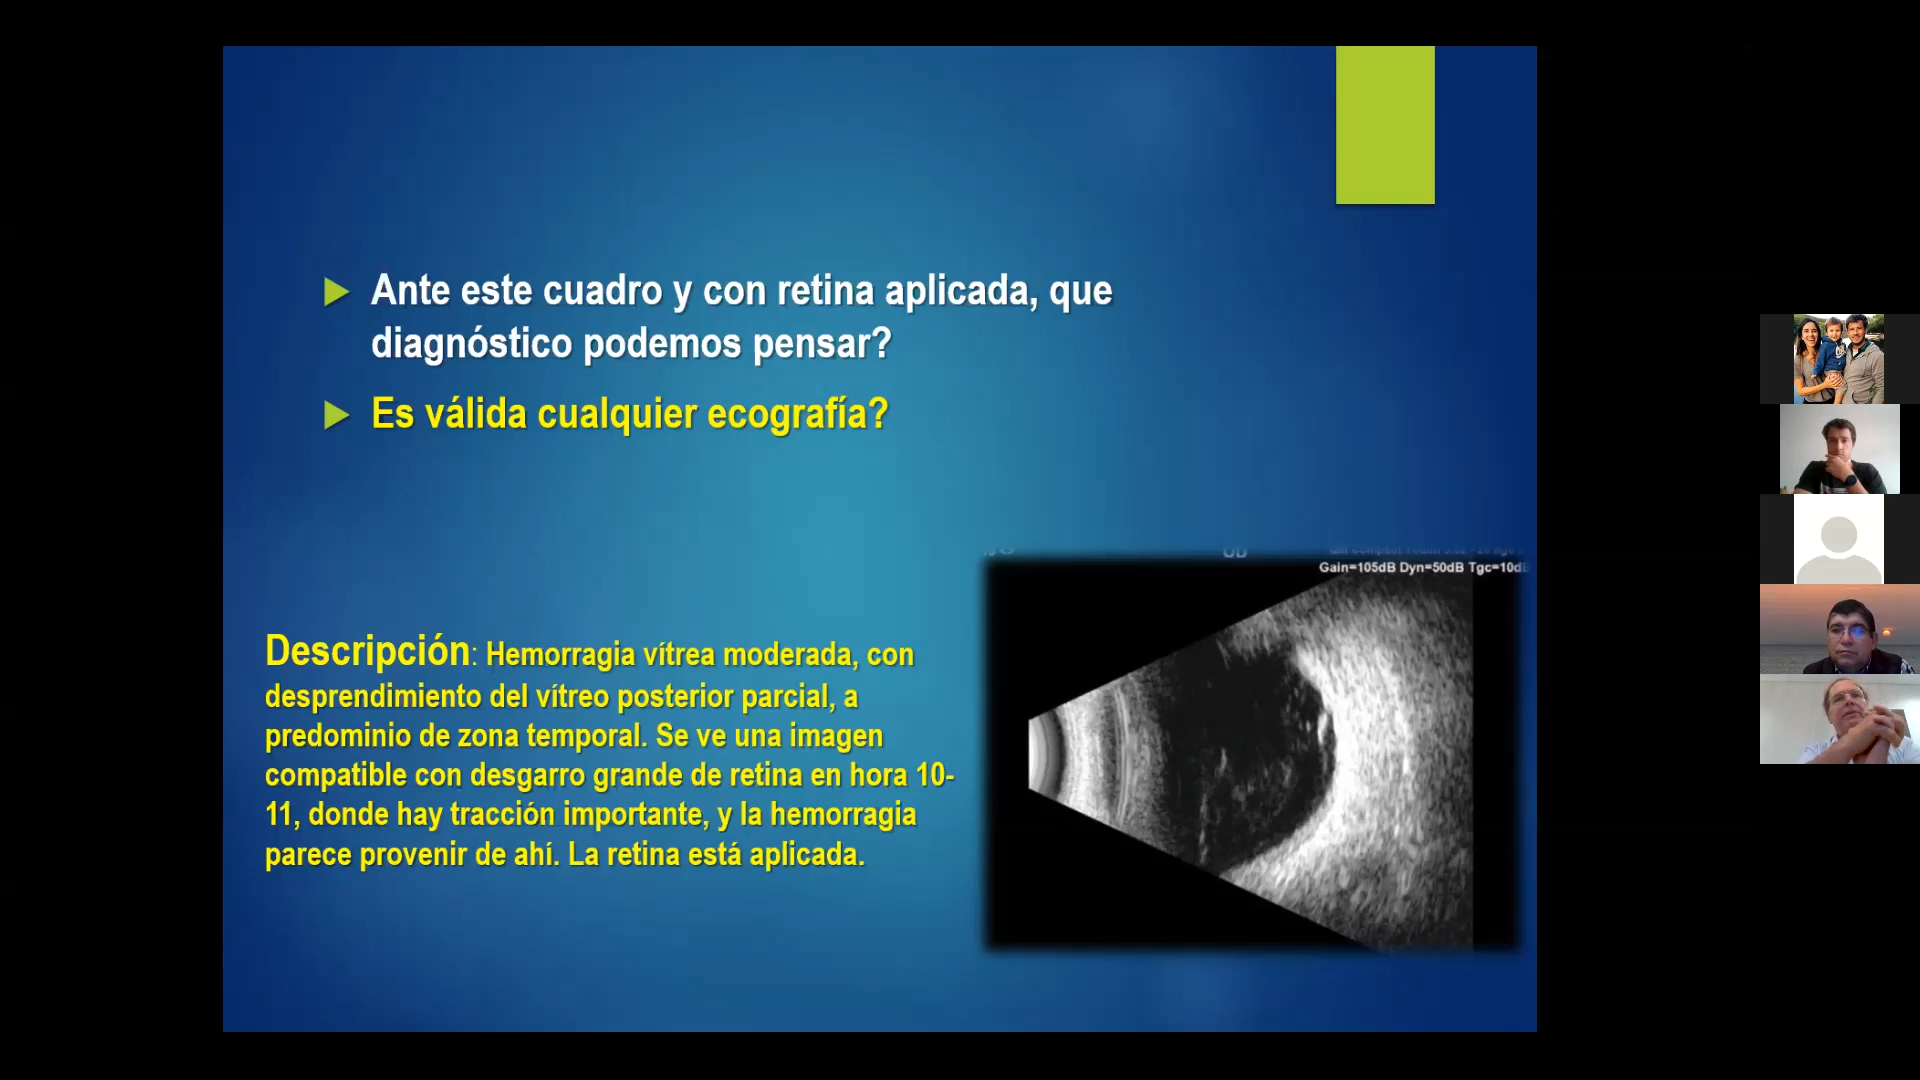 Ante este cuadro y con retina aplicada, que
diagnóstico podemos pensar?
Es válida cualquier ecografía?
OD
Gain=105dB Dyn=50dB Tgc=10dB
Descripción: Hemorragia vítrea moderada, con
desprendimiento del vítreo posterior parcial, a
predominio de zona temporal. Se ve una imagen
compatible con desgarro grande de retina en hora 10-
11, donde hay tracción importante, y la hemorragia
parece provenir de ahí. La retina está aplicada.